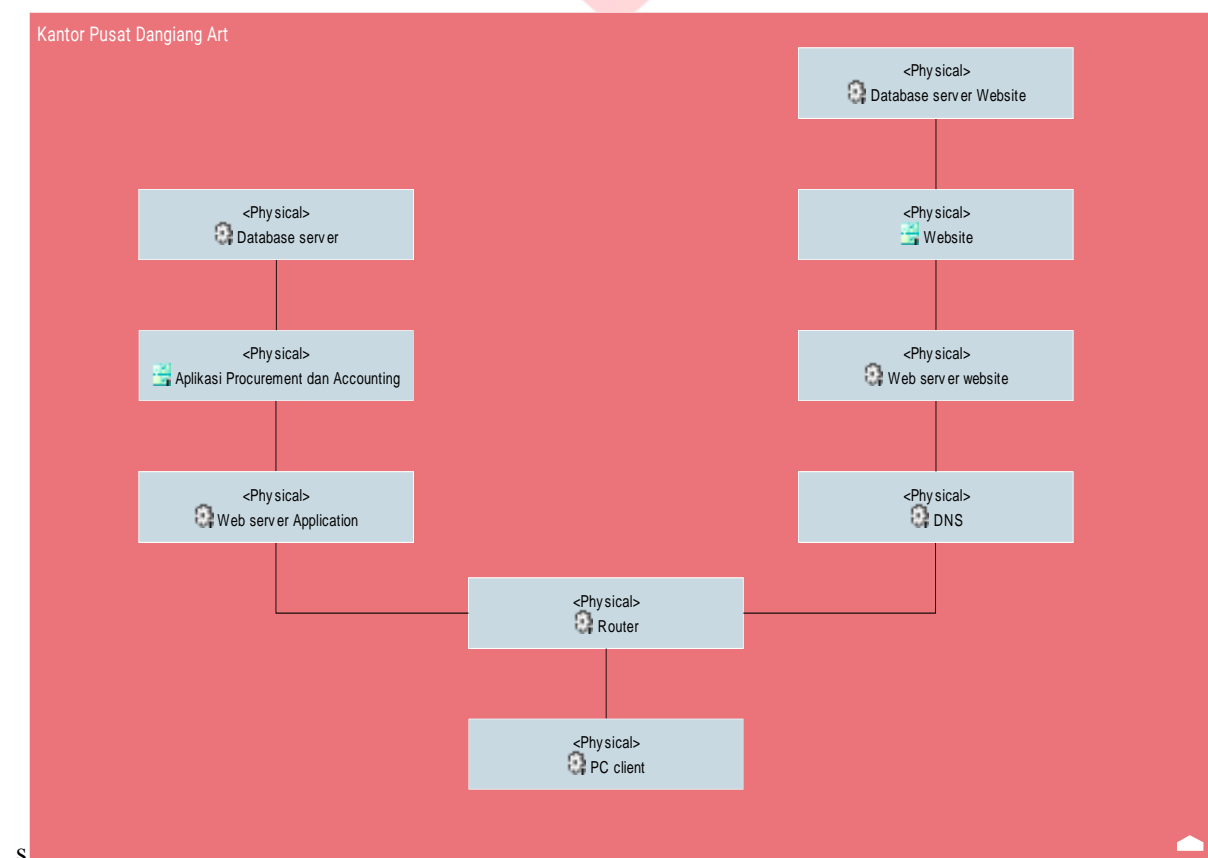 Kantor Pusat Dangiang Art
<Physical>
Database server Website
<Physical>
Database server
<Physical>
Website
<Physical>
Aplikasi Procurement dan Accounting
<Physical>
Web server website
<Physical>
Web server Application
<Physical>
DNS
<Physical>
Router
<Physical>
PC client
s